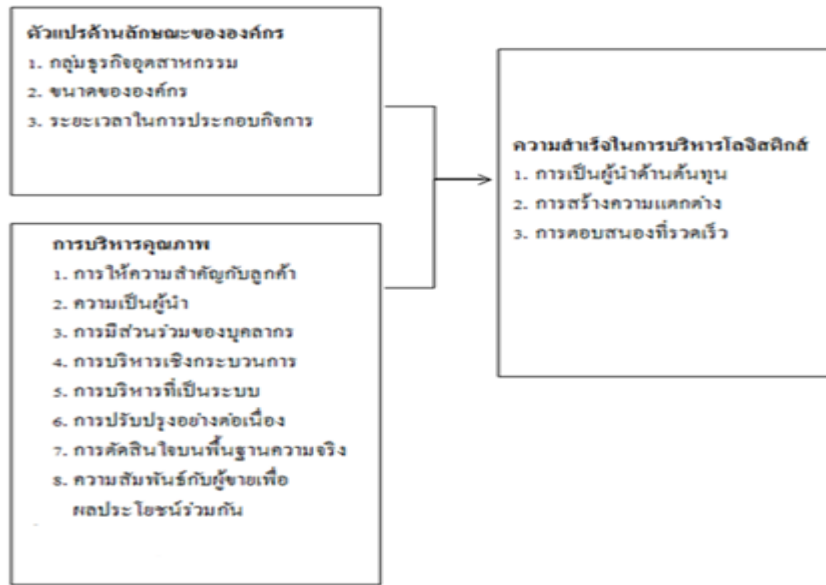 ตัวแปรด้านลักษณะขององค์กร
1. กลุ่มธุรกิจอุตสาหกรรม
2. ขนาดขององค์กร
3. ระยะเวลาในการประกอบกิจการ
การบริหารคุณภาพ
1. การให้ความสำคัญกับลูกค้า
2. ความเป็นผู้นำ
3. การมีส่วนร่วมของบุคลากร
4. การบริหารเชิงกระบวนการ
5. การบริหารที่เป็นระบบ
6. การปรับปรุงอย่างต่อเนื่อง
7. การตัดสินใจบนพื้นฐานความจริง
8. ความสัมพันธ์กับผู้ขายเพื่อ
ผลประโยชน์ร่วมกัน
ความสำเร็จในการบริหารโลจิสติกส์
1. การเป็นผู้นำด้านต้นทุน
2. การสร้างความแตกต่าง
3. การตอบสนองที่รวดเร็ว